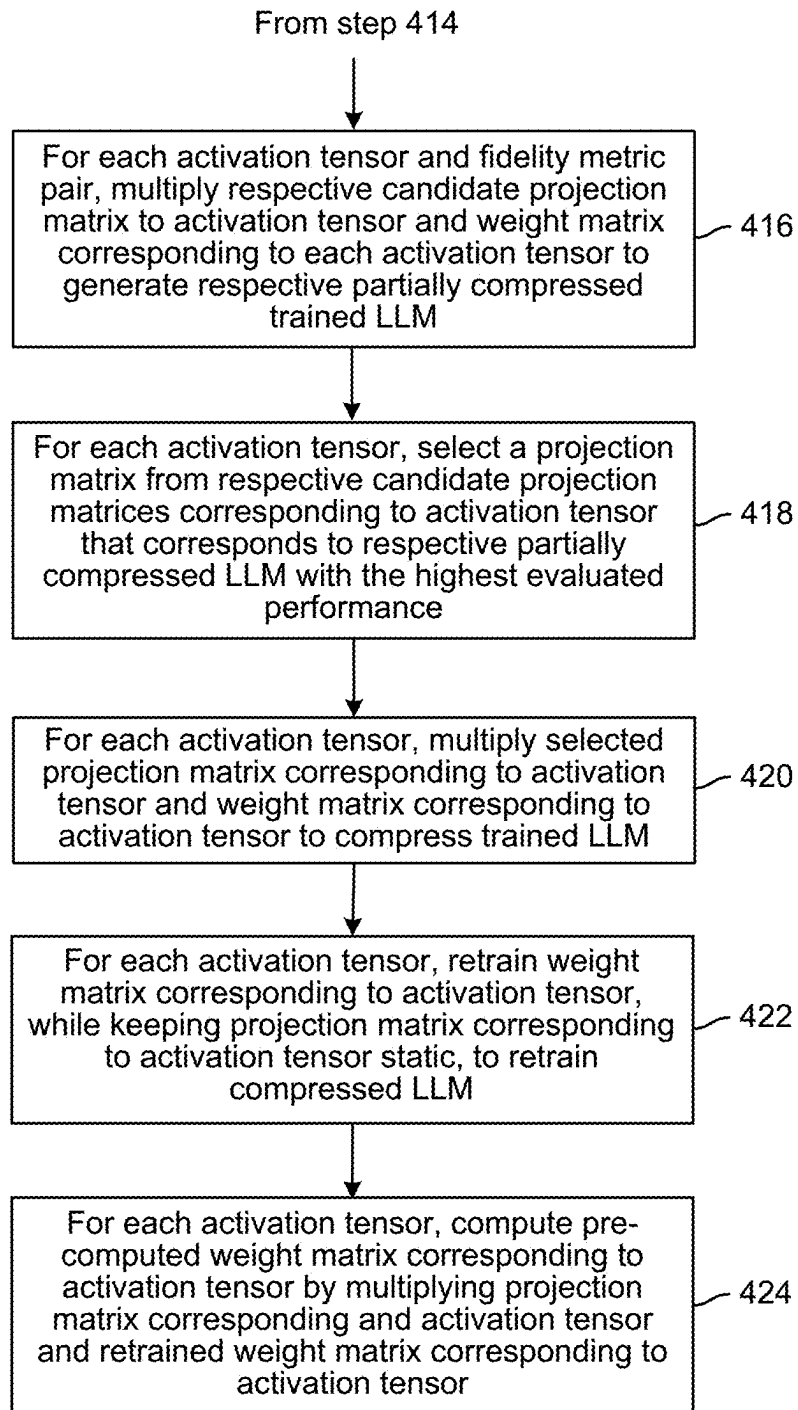 From step 414
For each activation tensor and fidelity metric
pair, multiply respective candidate projection
matrix to activation tensor and weight matrix
corresponding to each activation tensor to
generate respective partially compressed
trained LLM
416
For each activation tensor, select a projection
matrix from respective candidate projection
matrices corresponding to activation tensor
that corresponds to respective partially
compressed LLM with the highest evaluated
performance
418
For each activation tensor, multiply selected
projection matrix corresponding to activation
tensor and weight matrix corresponding to
activation tensor to compress trained LLM
420
For each activation tensor, retrain weight
matrix corresponding to activation tensor,
while keeping projection matrix corresponding
to activation tensor static, to retrain
compressed LLM
422
For each activation tensor, compute pre-
computed weight matrix corresponding to
activation tensor by multiplying projection
matrix corresponding and activation tensor
and retrained weight matrix corresponding to
activation tensor
424